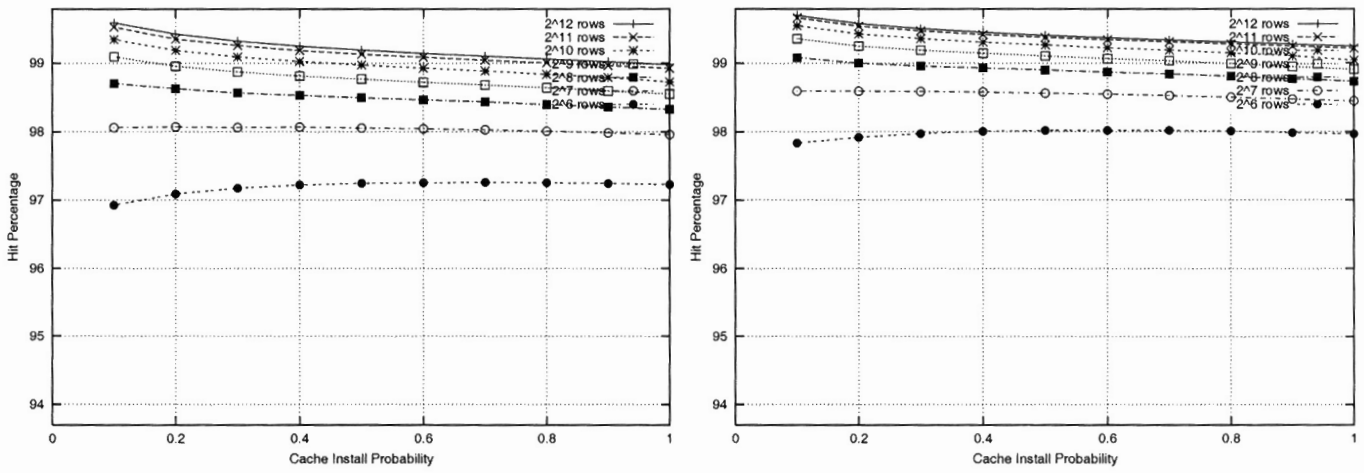 2^12 rows
2^11 rows
2^10 rows
2^9 rows
2^8 rows
2^7 rows
2^6 rows
99
98
97
96
95
94
Hit Percentage
0 0.2 0.4 0.6 0.8 1
Cache Install Probability
2^12 rows
2^11 rows
2^10 rows
2^9 rows
2^8 rows
2^7 rows
2^6 rows
99
98
97
96
95
94
Hit Percentage
0 0.2 0.4 0.6 0.8 1
Cache Install Probability